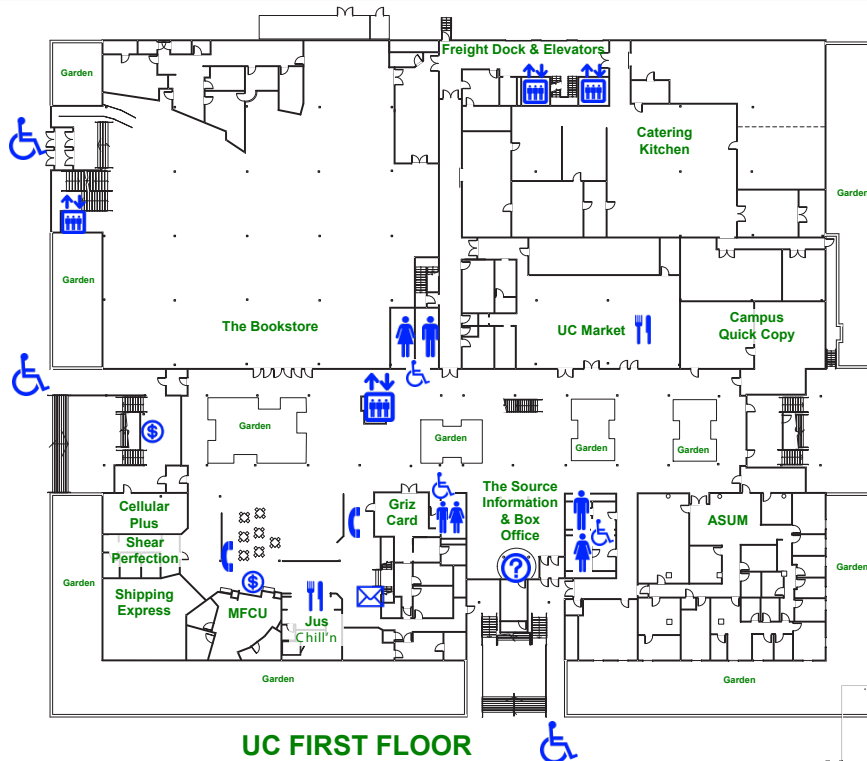 Freight Dock & Elevators
Garden
Catering
Kitchen
Garden
Garden
The Bookstore
UC Market
Campus
Quick Copy
$
Garden
Garden
Garden
Garden
The Source
Information
& Box
Office
Griz
Card
ASUM
Cellular
Plus
Shear
Perfection
Shipping
Express
Garden
Garden
?
$
MFCU
Jus
Chill'n
Garden
Garden
UC FIRST FLOOR